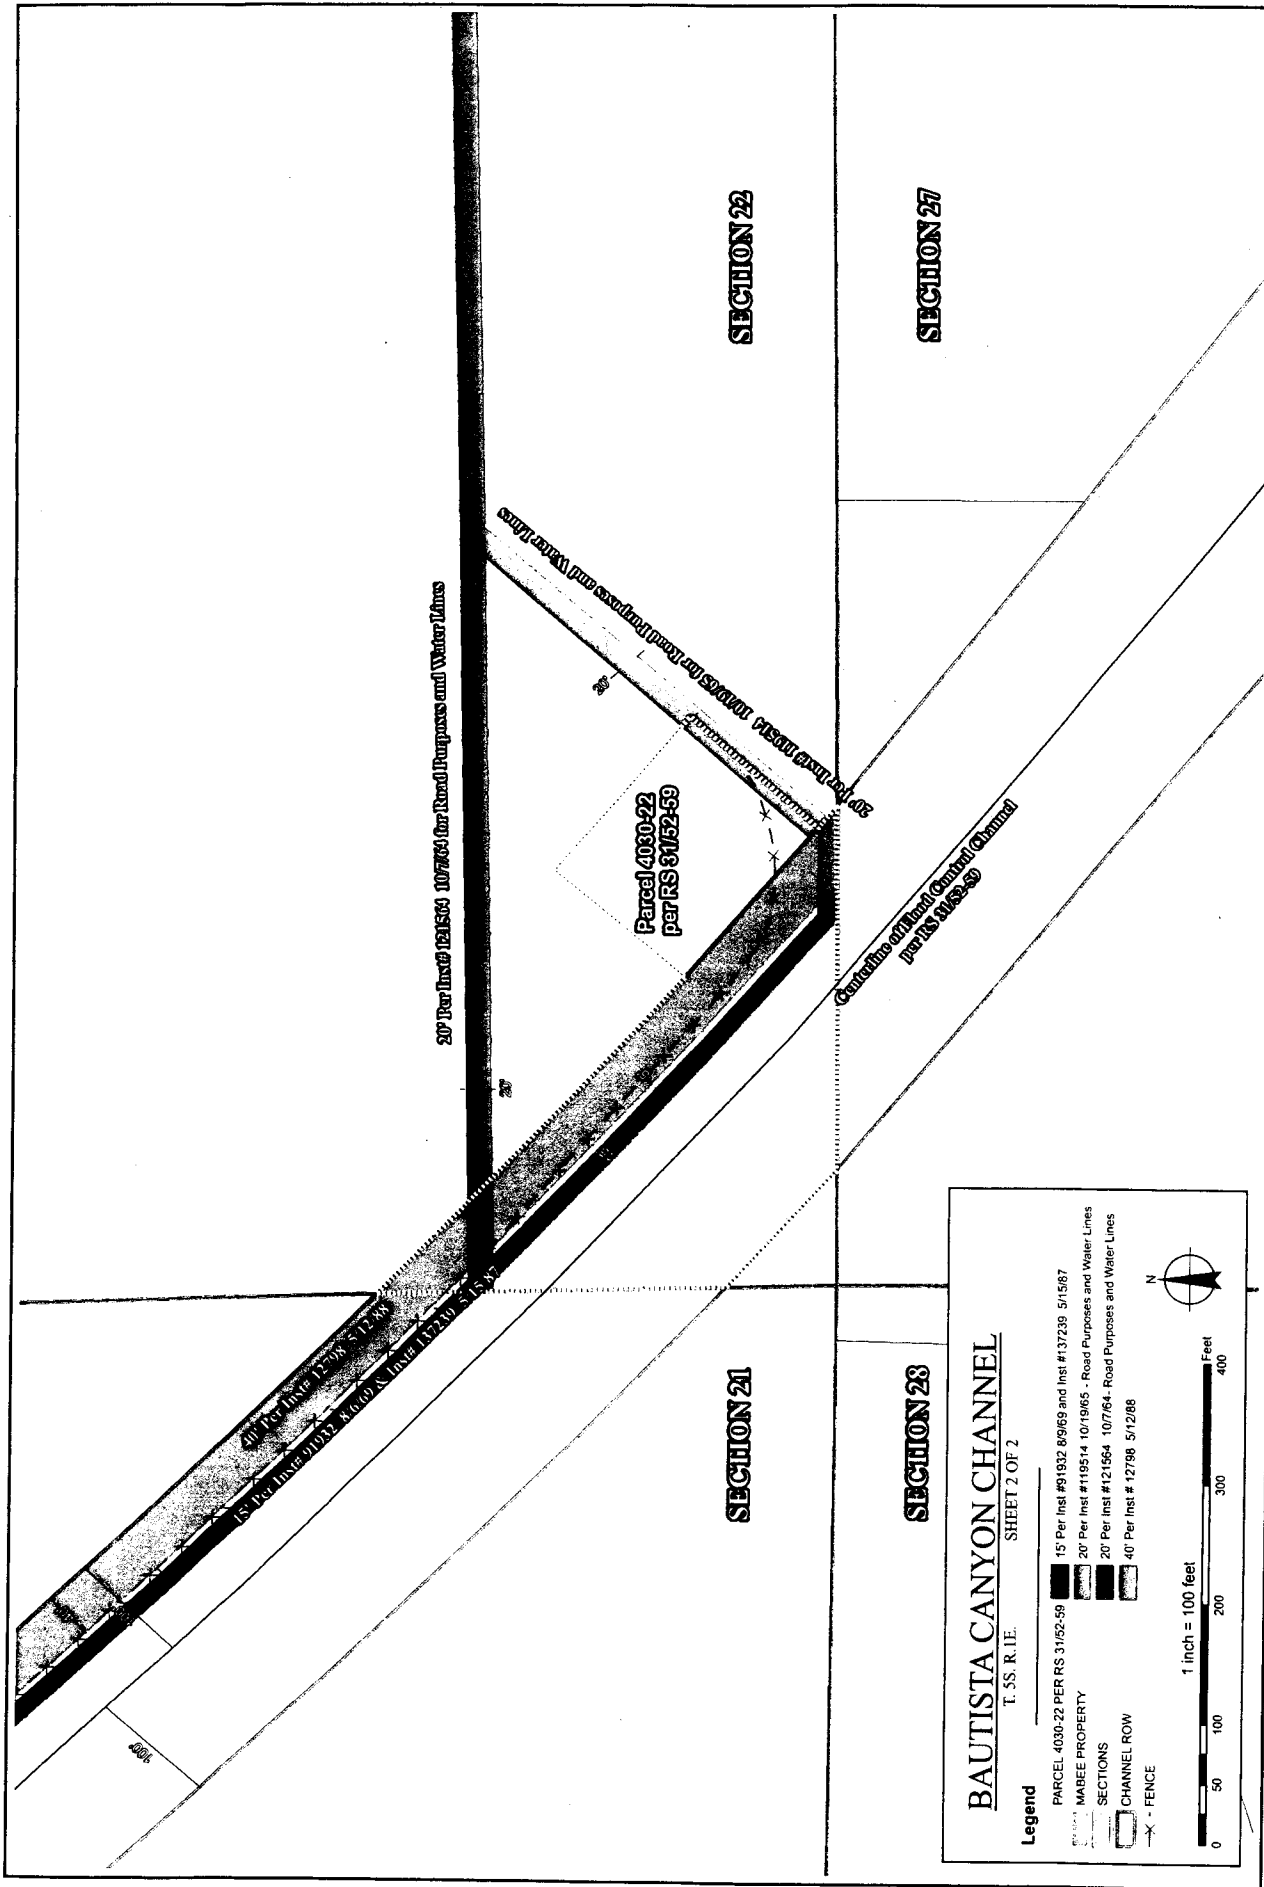 20' Per Inst# 121564 10/7/64 for Road Purposes and Water Lines
20'
20'
20' Per Inst# 119514 10/19/65 for Road Purposes and Water Lines
Parcel 4030-22
per RS 31/52-59
SECTION 22
SECTION 27
40' Per Inst# 12798 5/12/88
15' Per Inst# 91932 8/6/69 & Inst# 137239 5/15/87
100'
Centerline of Flood Control Channel
per RS 31/52-59
SECTION 21
SECTION 28
BAUTISTA CANYON CHANNEL
T. 5S. R.1E. SHEET 2 OF 2
Legend
PARCEL 4030-22 PER RS 31/52-59
MABEE PROPERTY
SECTIONS
CHANNEL ROW
-X- FENCE
15' Per Inst #91932 8/9/69 and Inst #137239 5/15/87
20' Per Inst #119514 10/19/65 - Road Purposes and Water Lines
20' Per Inst #121564 10/7/64 - Road Purposes and Water Lines
40' Per Inst # 12798 5/12/88
1 inch = 100 feet
0 50 100 200 300 400
Feet
N